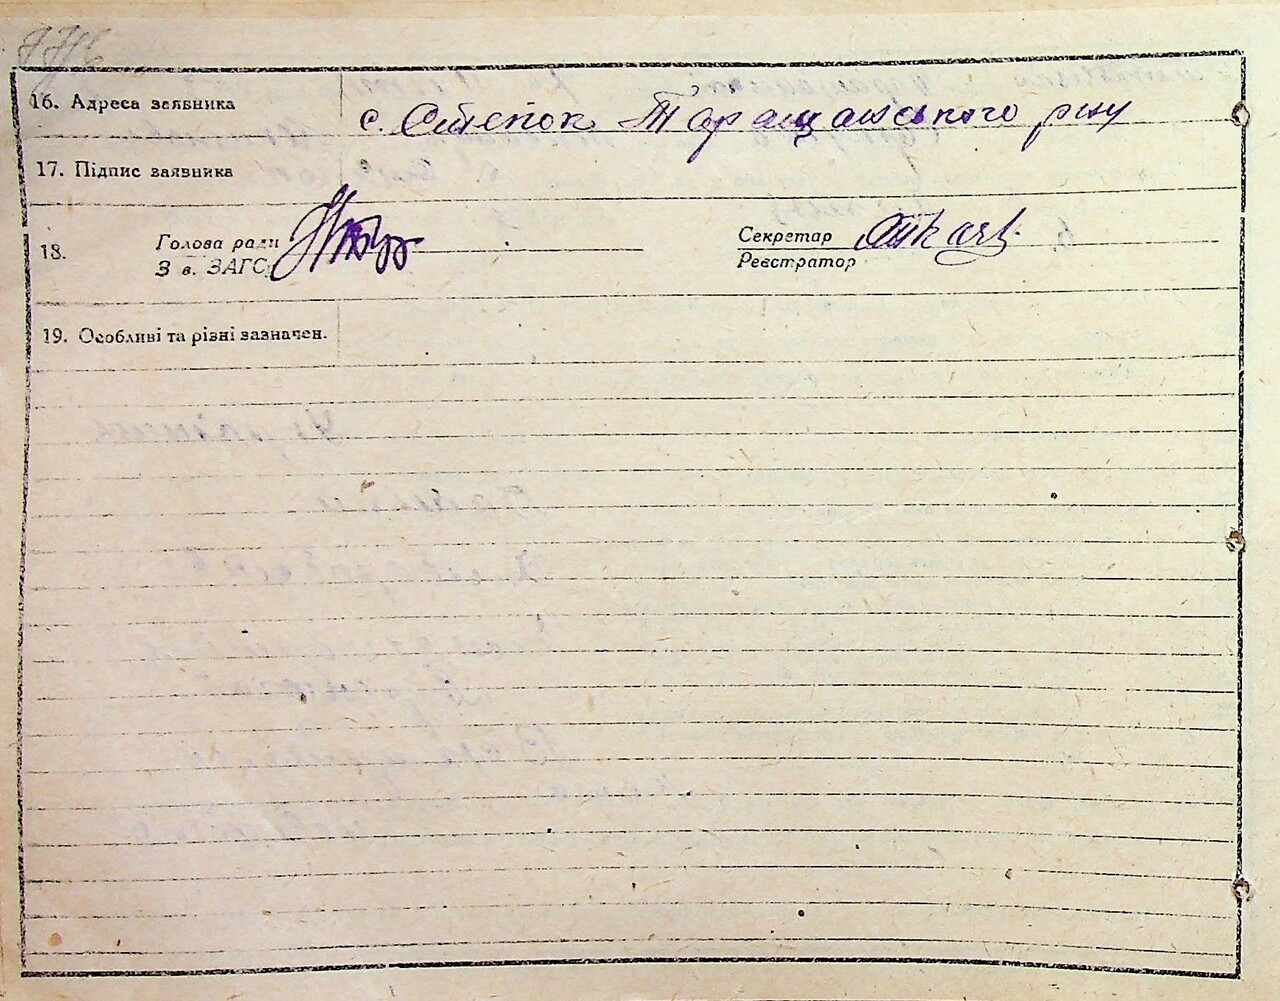 16. Адреса заявника с. Степок Таращанського р-ну
17. Підпис заявника
18. Голова ради Секретар
З в. ЗАГС Реєстратор
19. Особливі та різні зазначен.